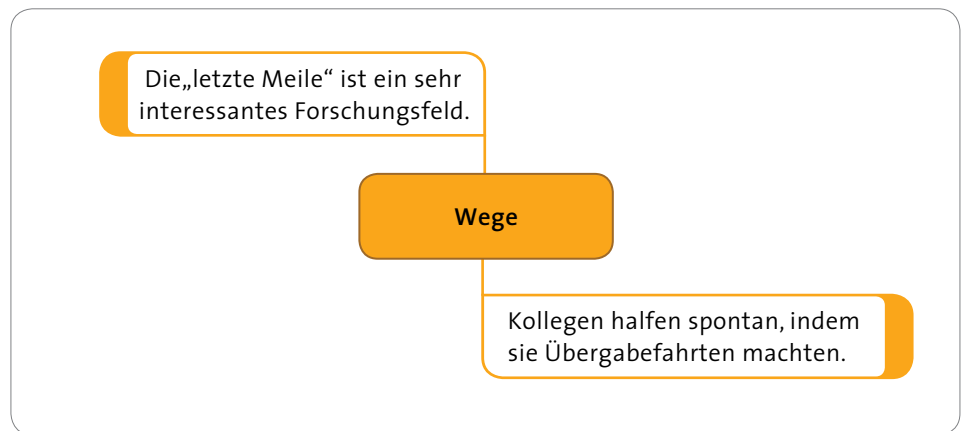 Die„letzte Meile“ ist ein sehr
interessantes Forschungsfeld.
Wege
Kollegen halfen spontan, indem
sie Übergabefahrten machten.